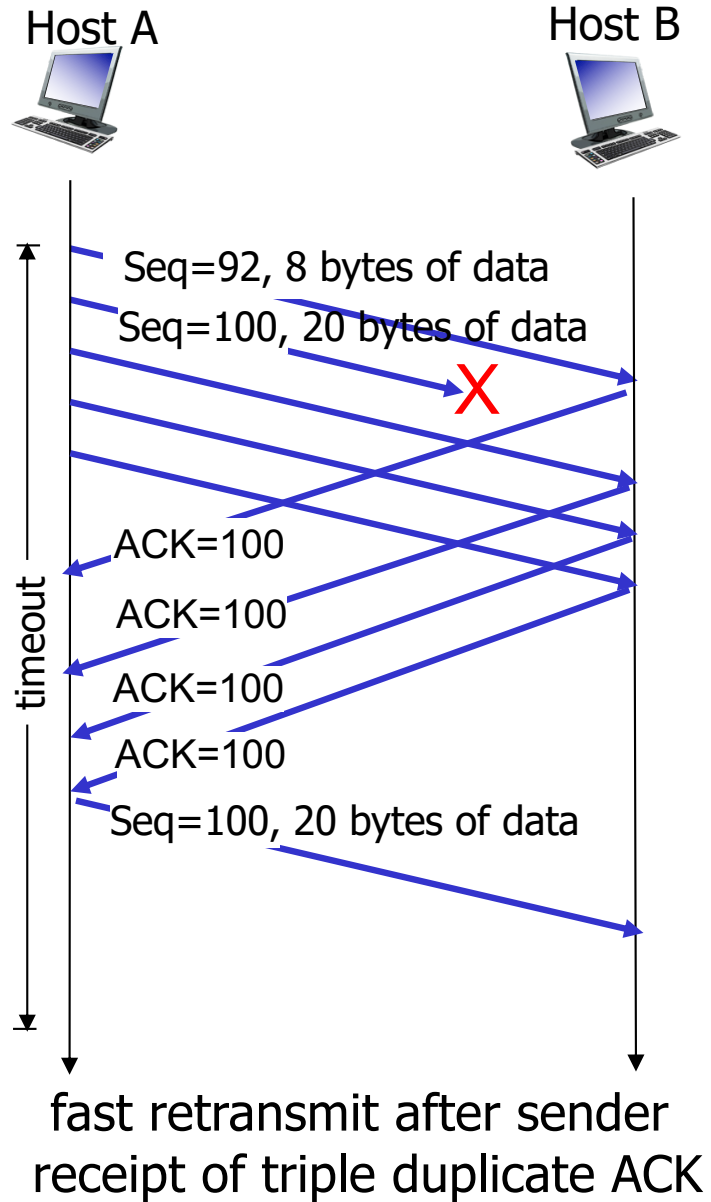 Host A
Host B
Seq=92, 8 bytes of data
Seq=100, 20 bytes of data
X
ACK=100
ACK=100
ACK=100
ACK=100
timeout
Seq=100, 20 bytes of data
fast retransmit after sender
receipt of triple duplicate ACK